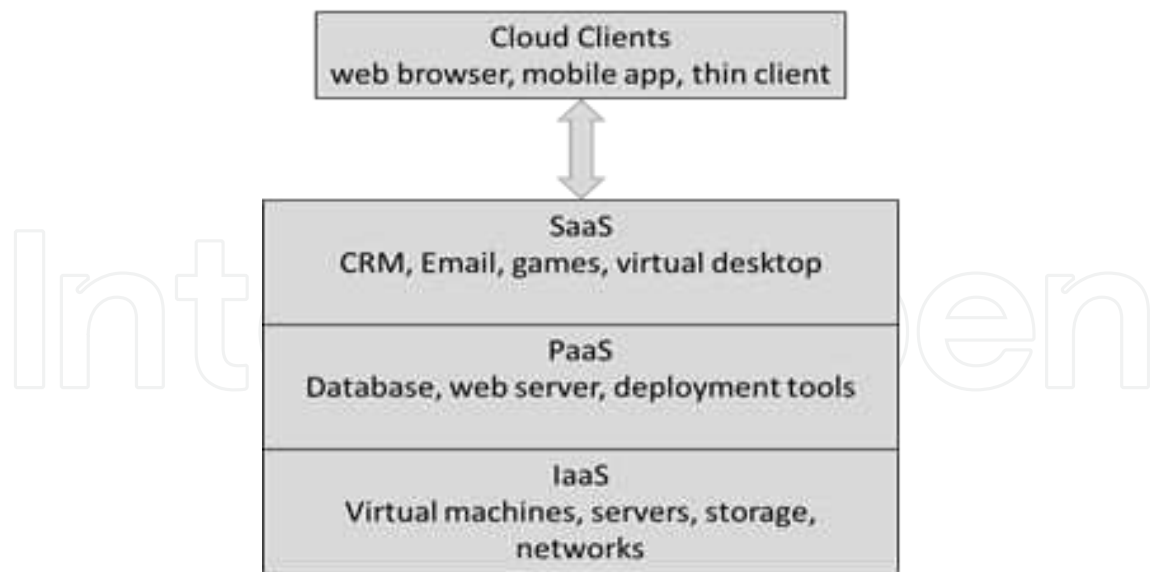 Cloud Clients
web browser, mobile app, thin client
SaaS
CRM, Email, games, virtual desktop
PaaS
Database, web server, deployment tools
IaaS
Virtual machines, servers, storage,
networks